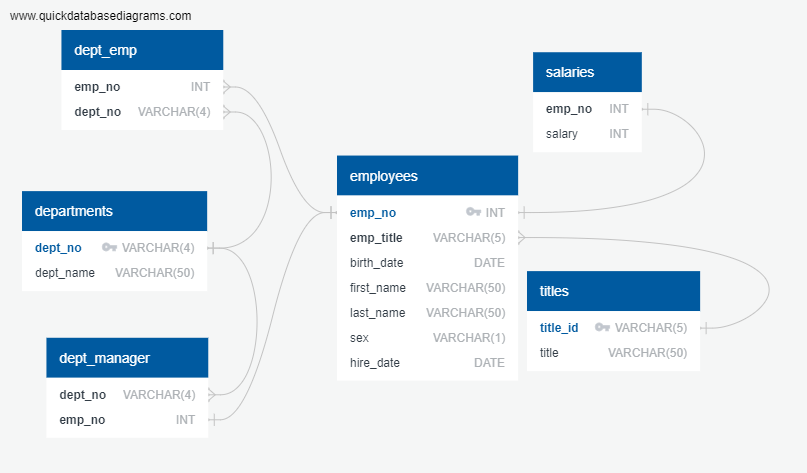 www.quickdatabasediagrams.com
dept_emp
emp_no INT
dept_no VARCHAR(4)
departments
dept_no VARCHAR(4)
dept_name VARCHAR(50)
dept_manager
dept_no VARCHAR(4)
emp_no INT
employees
emp_no INT
emp_title VARCHAR(5)
birth_date DATE
first_name VARCHAR(50)
last_name VARCHAR(50)
sex VARCHAR(1)
hire_date DATE
salaries
emp_no INT
salary INT
titles
title_id VARCHAR(5)
title VARCHAR(50)